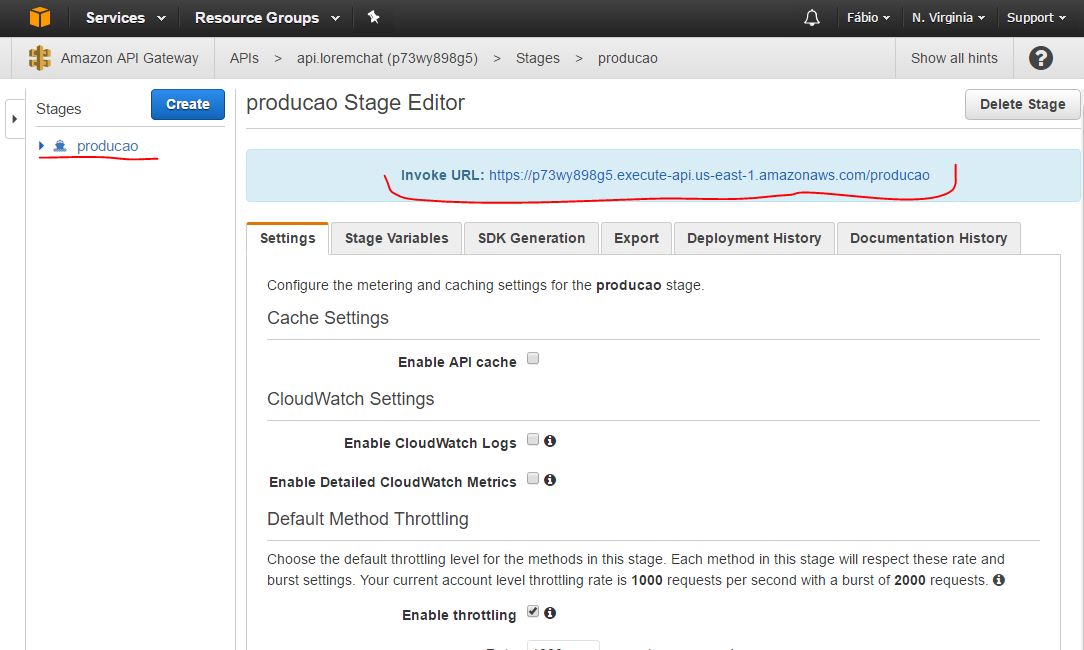 Services Resource Groups Fábio N. Virginia Support
Amazon API Gateway APIs > api.loremchat (p73wy898g5) > Stages > producao Show all hints ?
Stages Create
producao
producao Stage Editor Delete Stage
Invoke URL: https://p73wy898g5.execute-api.us-east-1.amazonaws.com/producao
Settings Stage Variables SDK Generation Export Deployment History Documentation History
Configure the metering and caching settings for the producao stage.
Cache Settings
Enable API cache
CloudWatch Settings
Enable CloudWatch Logs
Enable Detailed CloudWatch Metrics
Default Method Throttling
Choose the default throttling level for the methods in this stage. Each method in this stage will respect these rate and
burst settings. Your current account level throttling rate is 1000 requests per second with a burst of 2000 requests.
Enable throttling